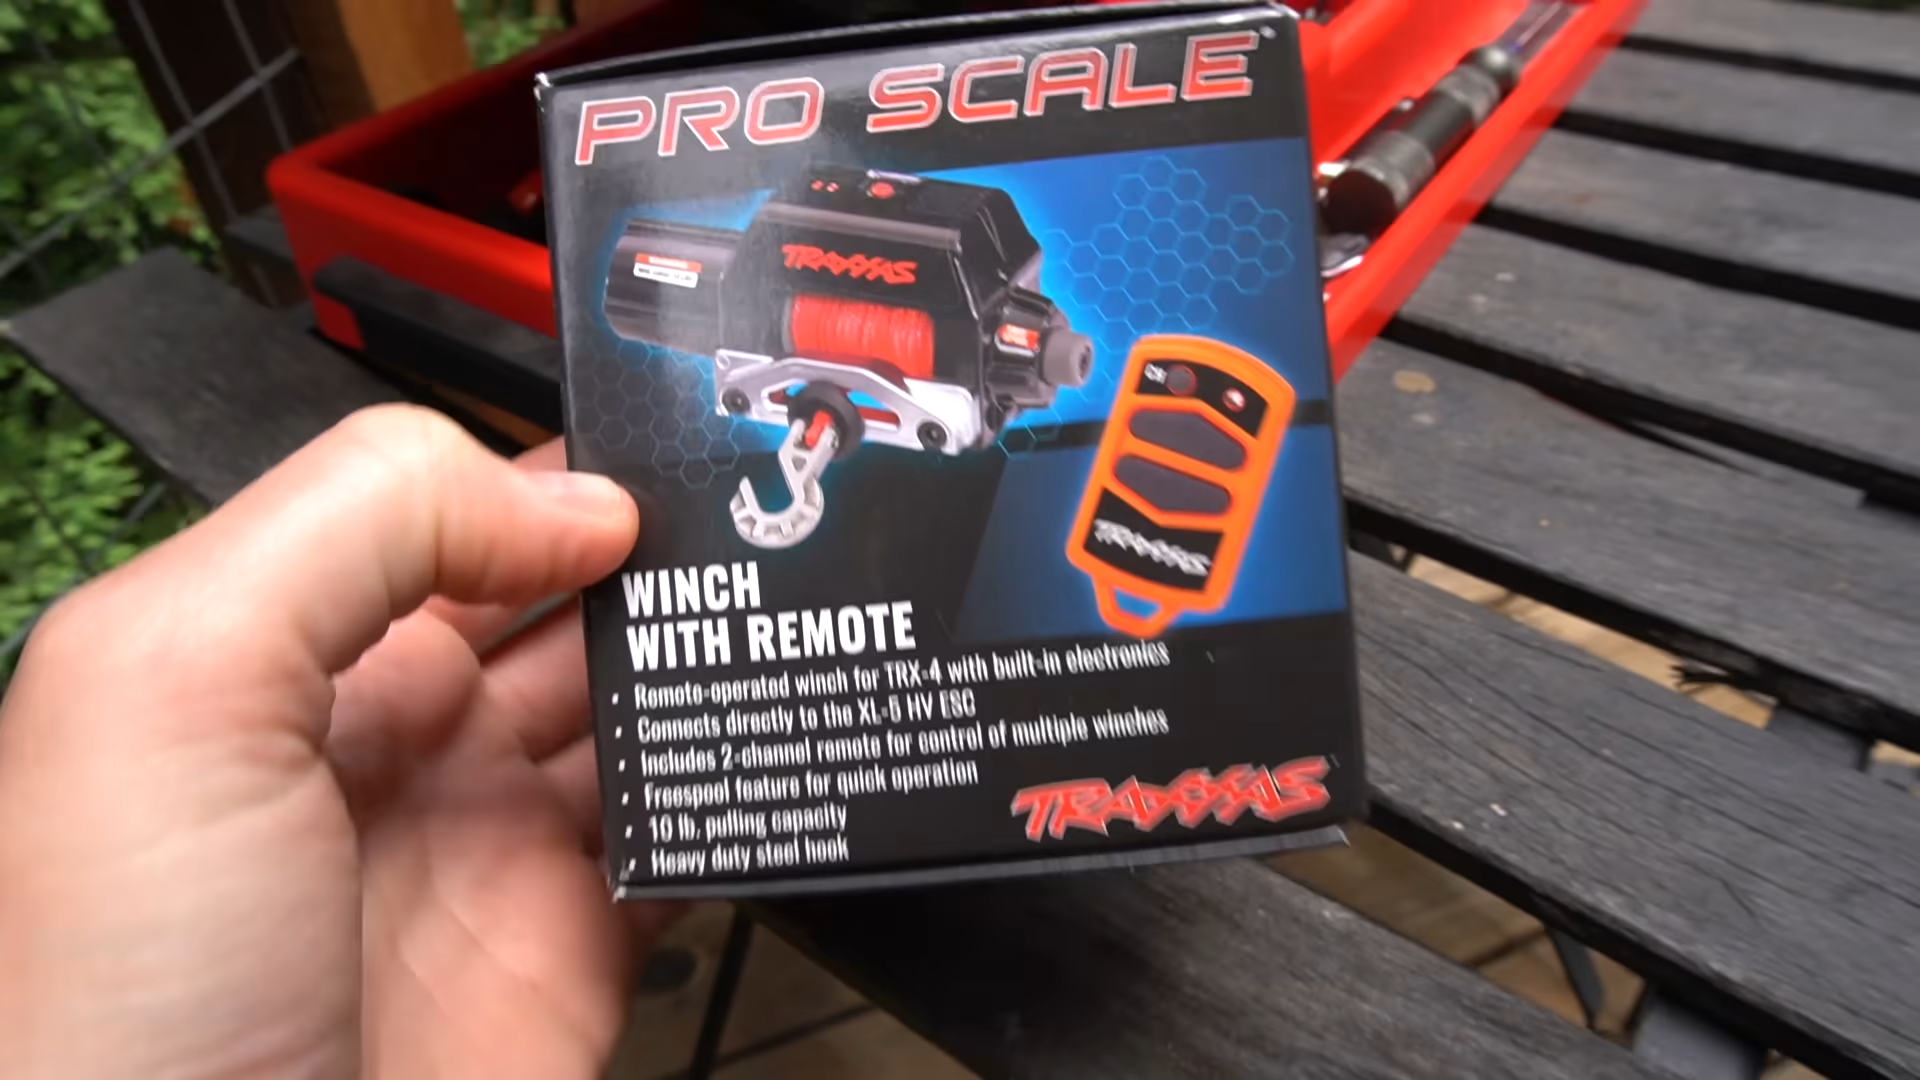 PRO SCALE
TRAXXAS
ON
TRAXXAS
WINCH
WITH REMOTE
• Remote-operated winch for TRX-4 with built-in electronics
• Connects directly to the XL-5 HV ESC
• Includes 2-channel remote for control of multiple winches
• Freespool feature for quick operation
• 10 lb. pulling capacity
• Heavy duty steel hook
TRAXXAS